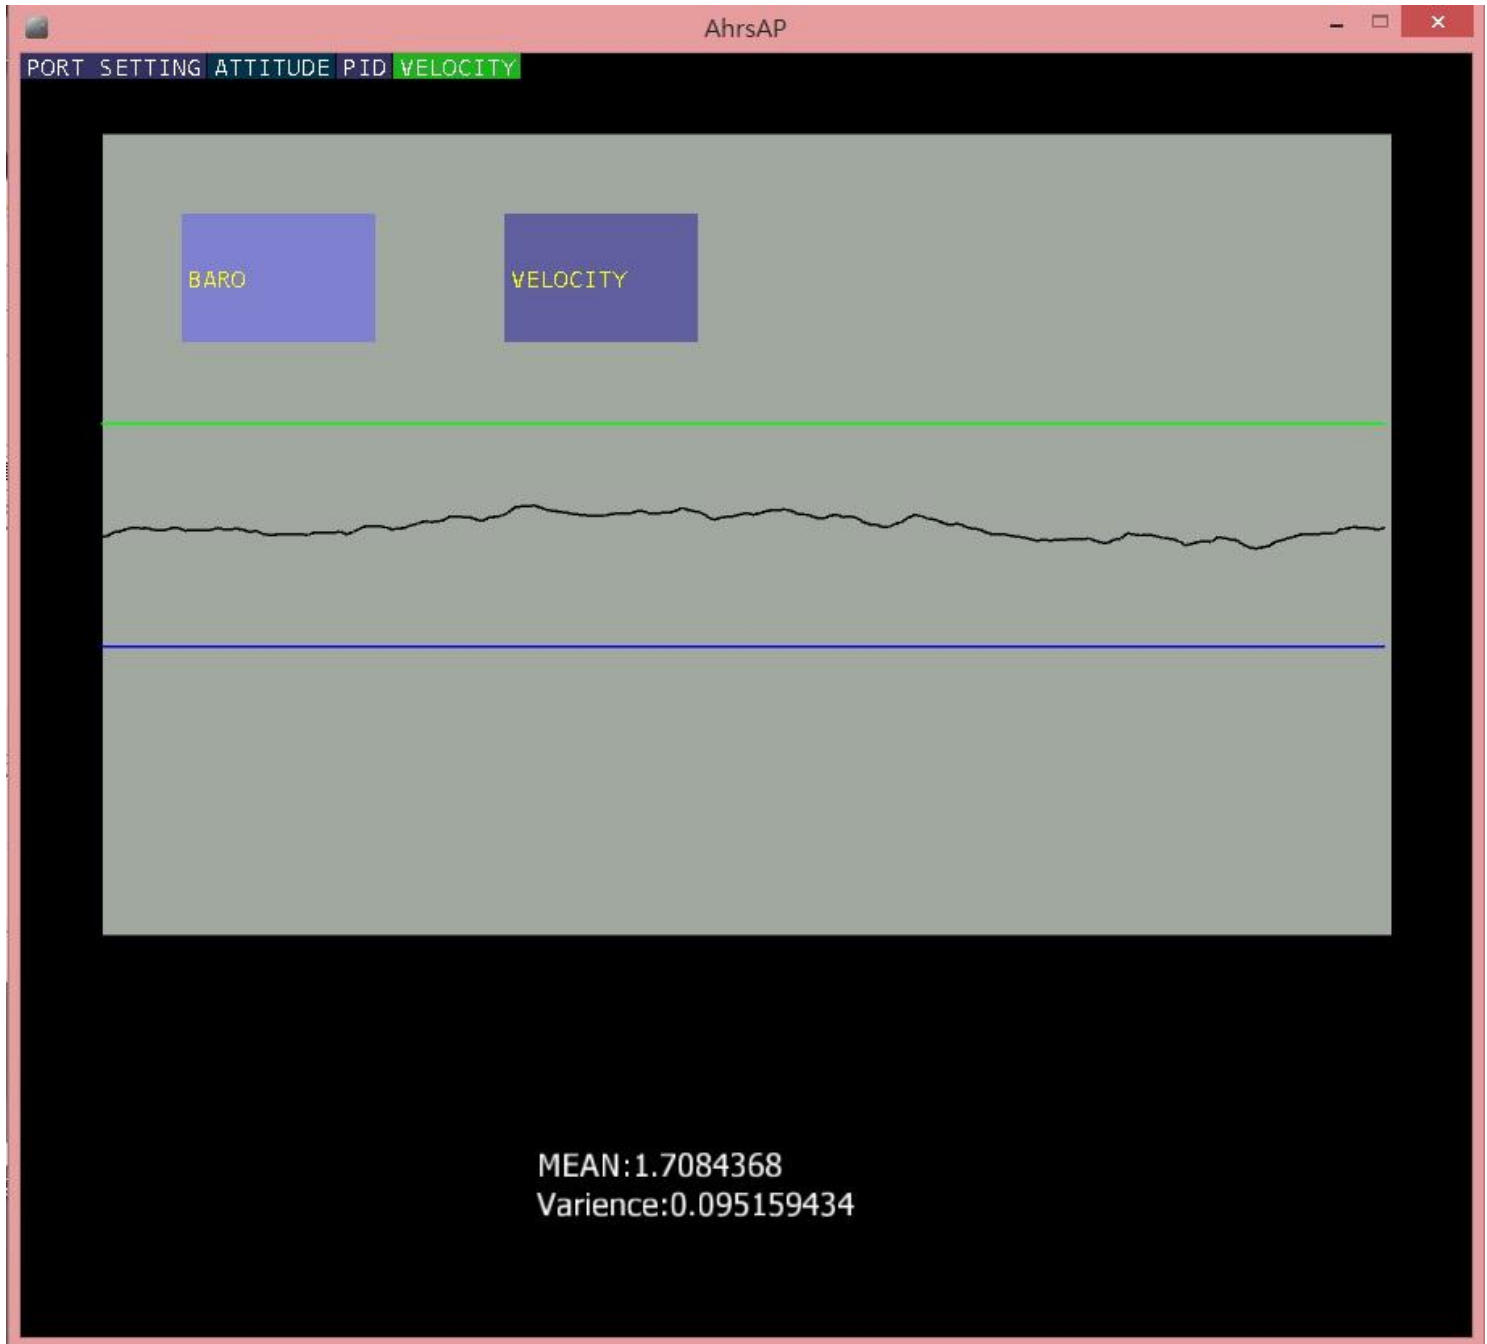 AhrsAP
PORT SETTING ATTITUDE PID VELOCITY
BARO VELOCITY
MEAN:1.7084368
Varience:0.095159434